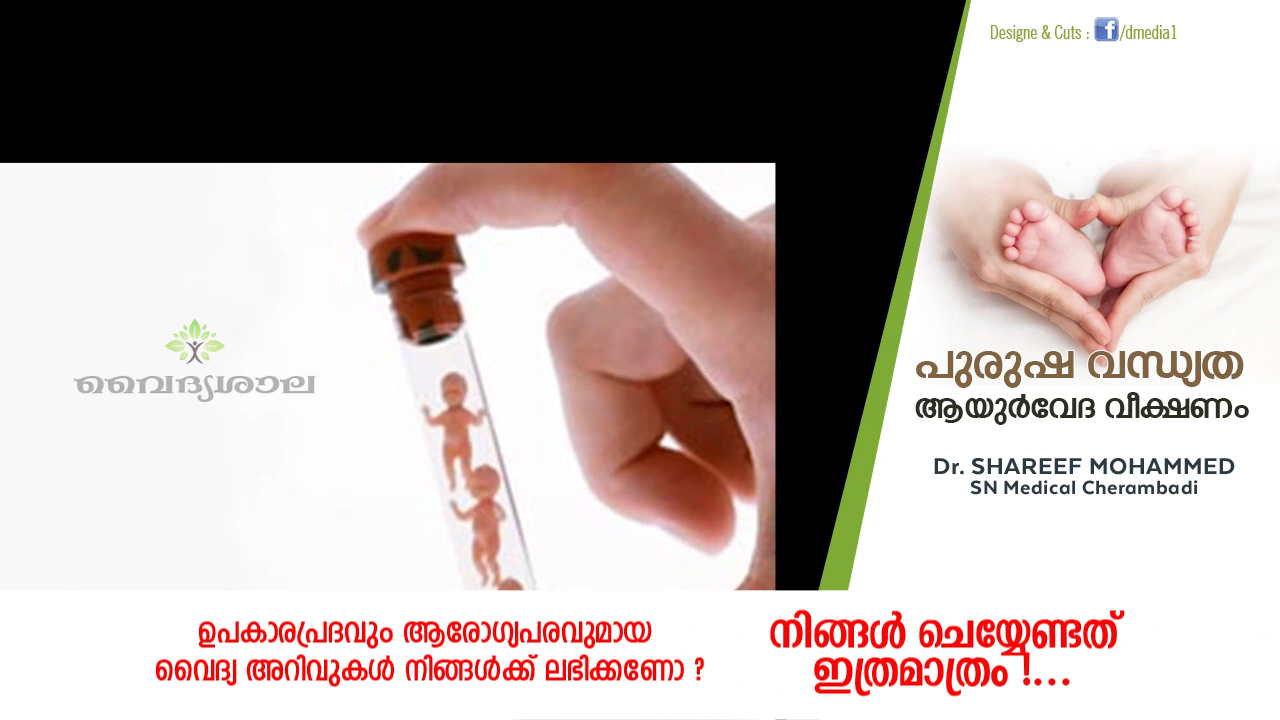 Designe & Cuts : f/dmedia1
വൈദ്യശാല
പുരുഷ വന്ധ്യത
ആയുർവേദ വീക്ഷണം
Dr. SHAREEF MOHAMMED
SN Medical Cherambadi
ഉപകാരപ്രദവും ആരോഗ്യപരവുമായ
വൈദ്യ അറിവുകൾ നിങ്ങൾക്ക് ലഭിക്കണോ ?
നിങ്ങൾ ചെയ്യേണ്ടത്
ഇത്രമാത്രം !...